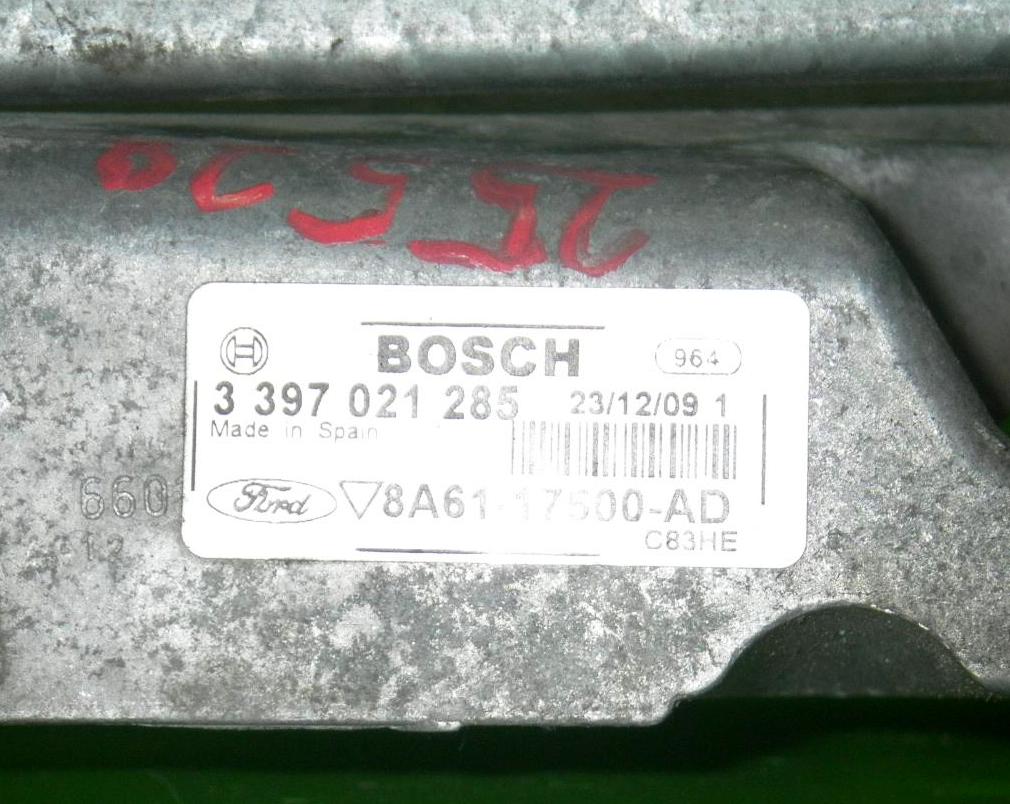 BOSCH
964
3 397 021 285 23/12/09 1
Made in Spain
660
Ford 8A61-17500-AD
C83HE